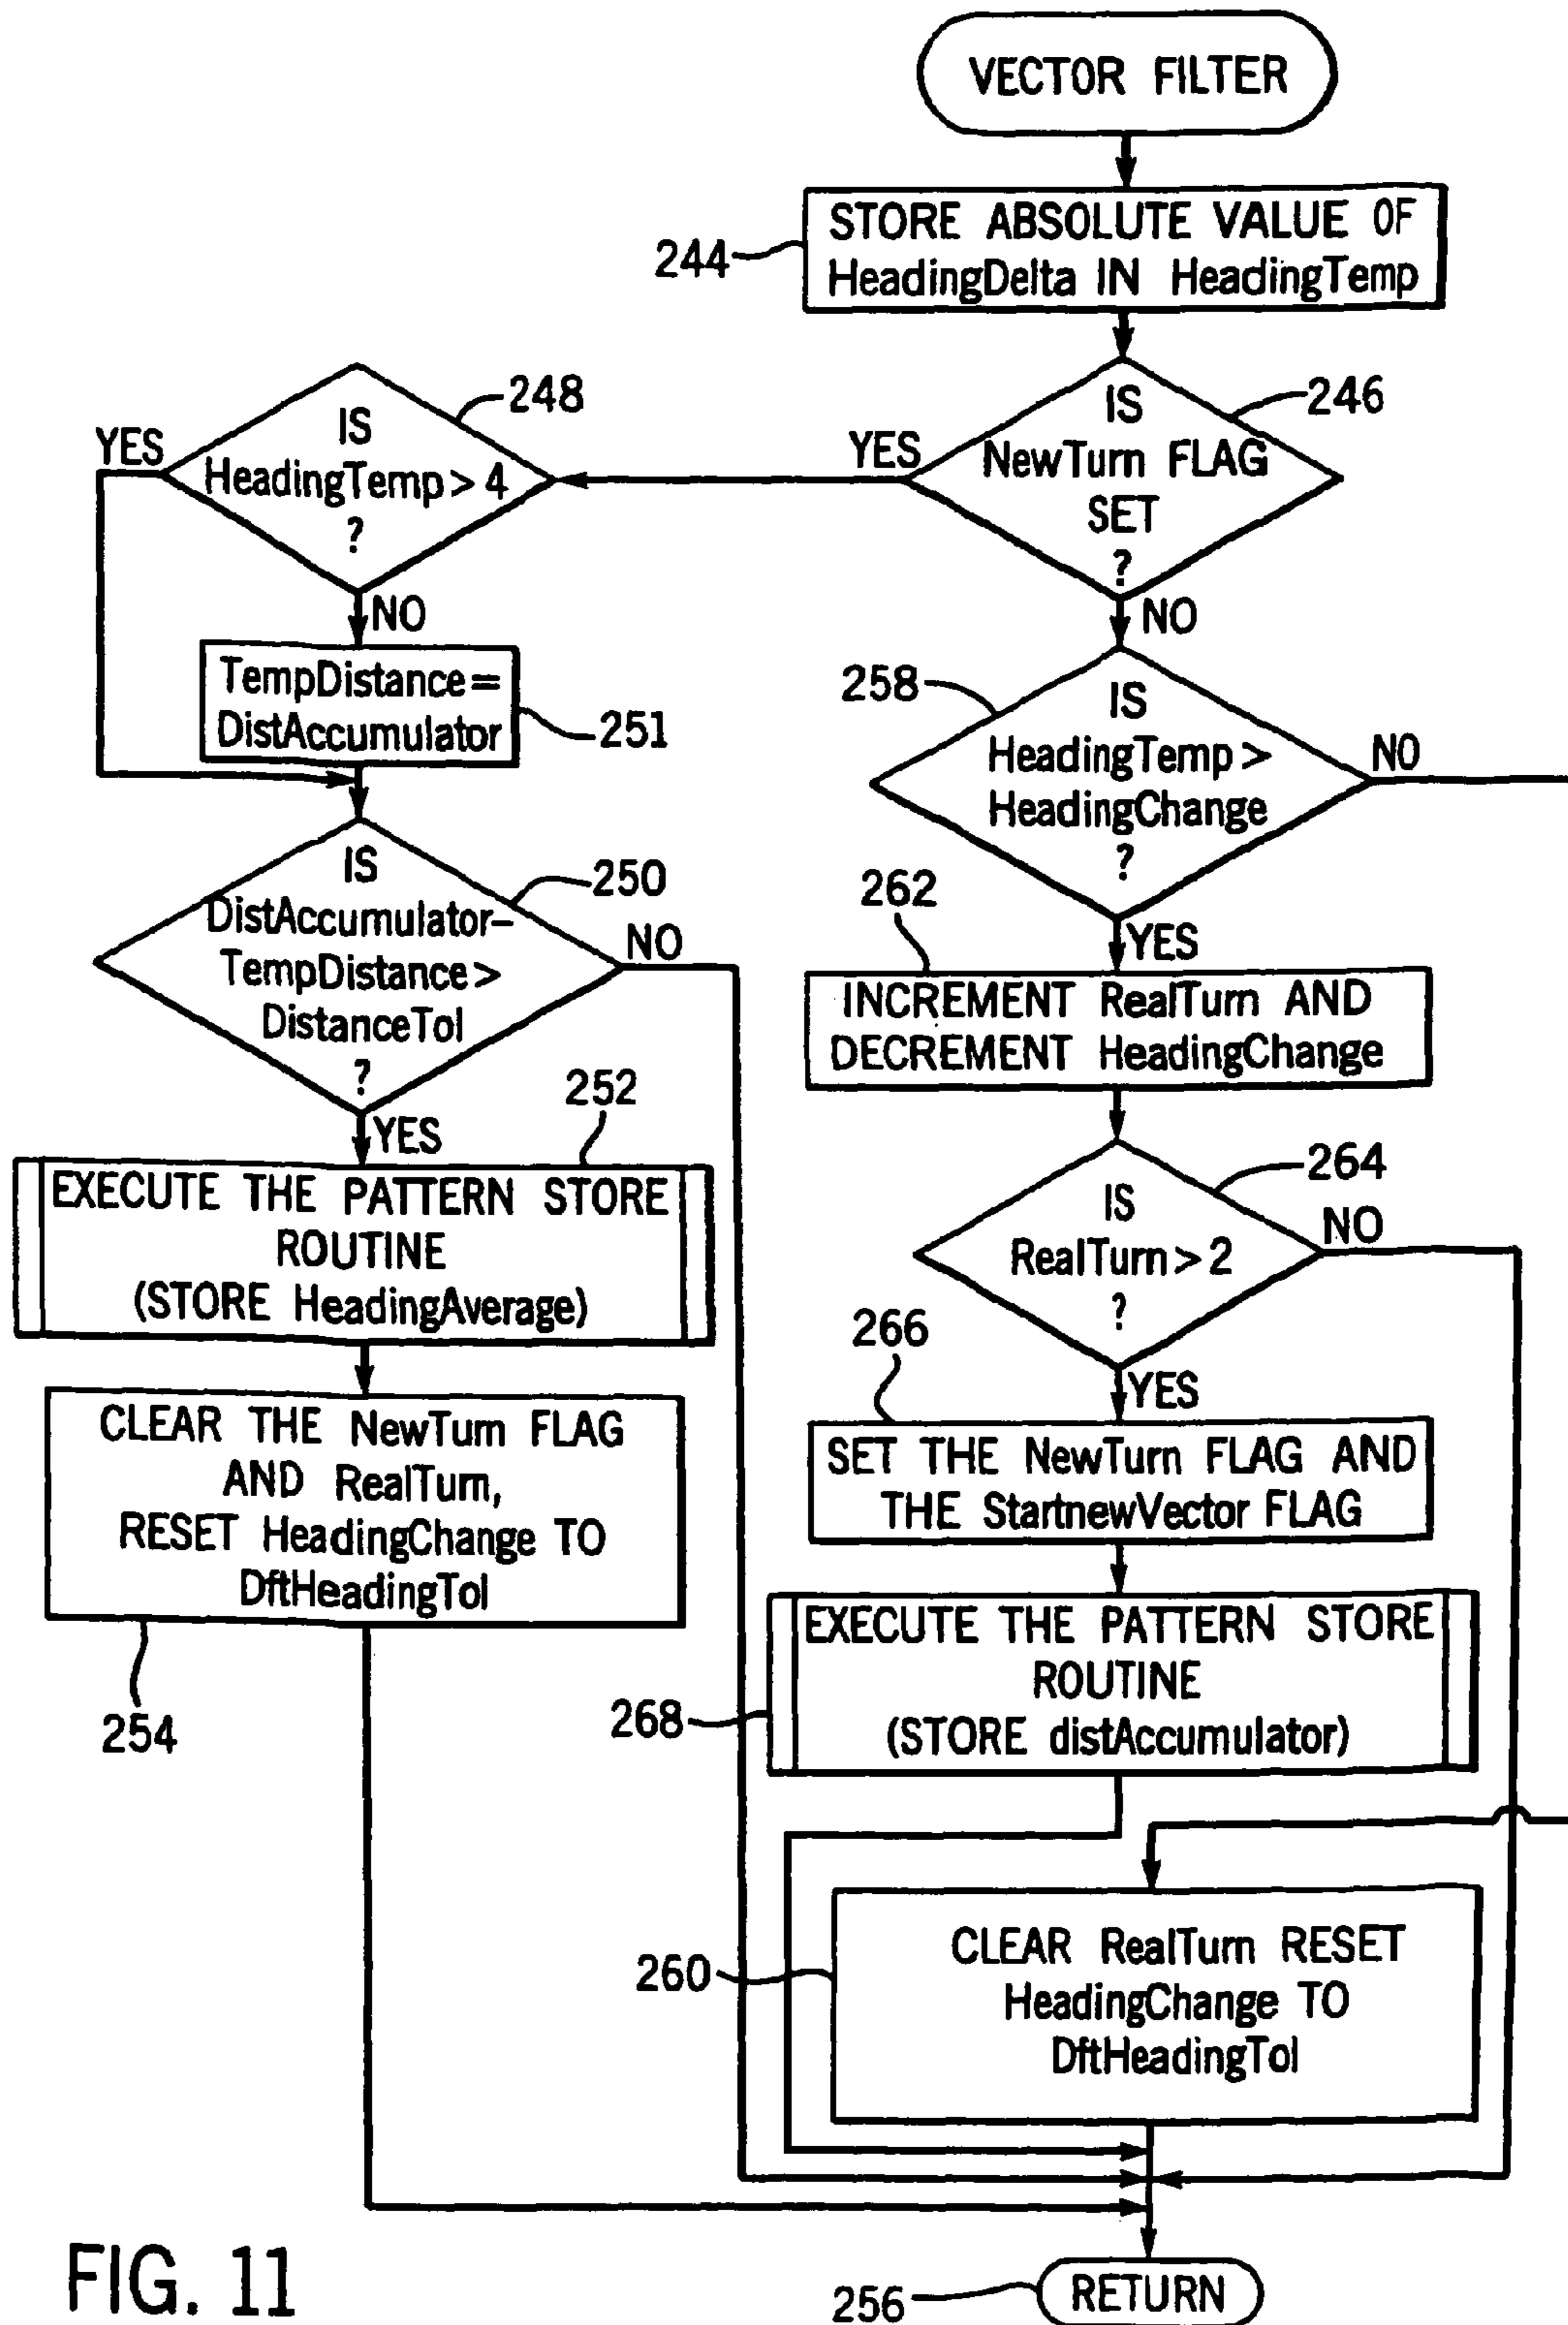 VECTOR FILTER
STORE ABSOLUTE VALUE OF
HeadingDelta IN HeadingTemp
244
IS
NewTurn FLAG
SET
?
246
YES
NO
IS
HeadingTemp > 4
?
248
YES
NO
TempDistance =
DistAccumulator
251
IS
DistAccumulator–
TempDistance >
DistanceTol
?
250
NO
YES
252
EXECUTE THE PATTERN STORE
ROUTINE
(STORE HeadingAverage)
CLEAR THE NewTurn FLAG
AND RealTurn,
RESET HeadingChange TO
DftHeadingTol
254
258
IS
HeadingTemp >
HeadingChange
?
NO
YES
262
INCREMENT RealTurn AND
DECREMENT HeadingChange
264
IS
RealTurn > 2
?
NO
YES
266
SET THE NewTurn FLAG AND
THE StartnewVector FLAG
EXECUTE THE PATTERN STORE
ROUTINE
(STORE distAccumulator)
268
CLEAR RealTurn RESET
HeadingChange TO
DftHeadingTol
260
RETURN
256
FIG. 11